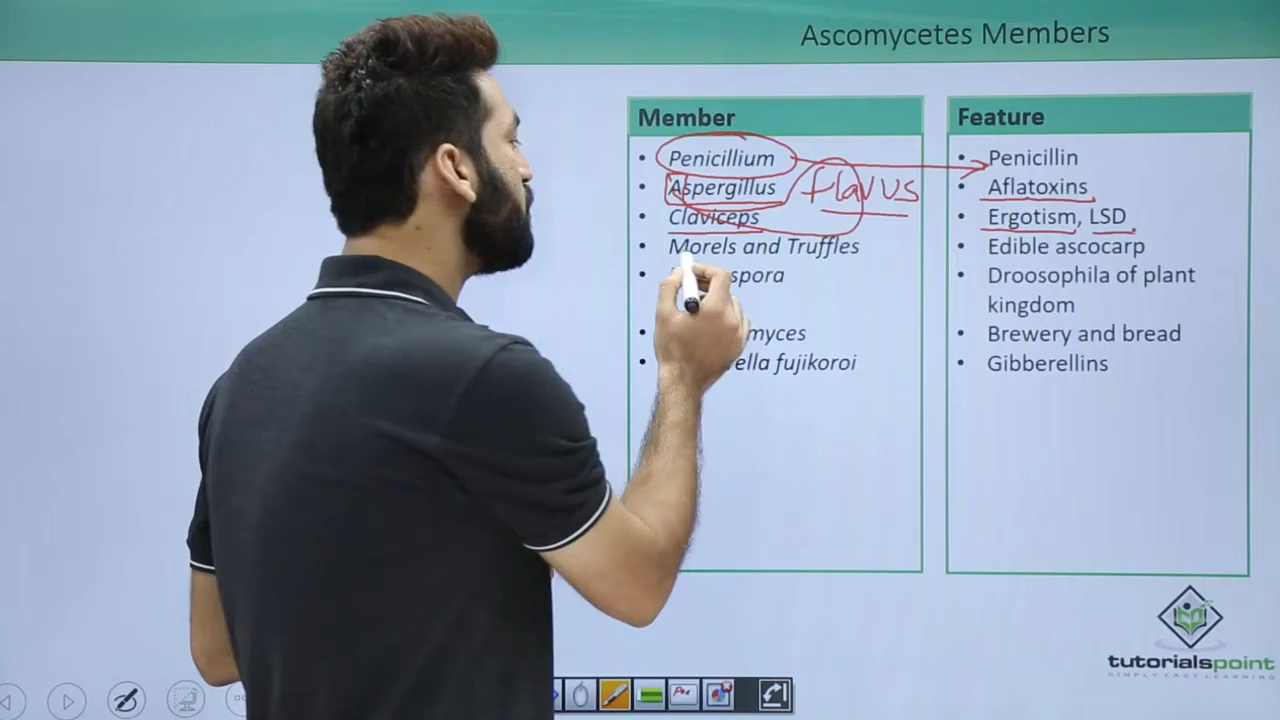 Ascomycetes Members
Member
Penicillium
Aspergillus flavus
Claviceps
Morels and Truffles
spora
myces
ella fujikoroi
Feature
Penicillin
Aflatoxins
Ergotism, LSD
Edible ascocarp
Droosophila of plant
kingdom
Brewery and bread
Gibberellins
tutorialspoint
SIMPLY EASY LEARNING